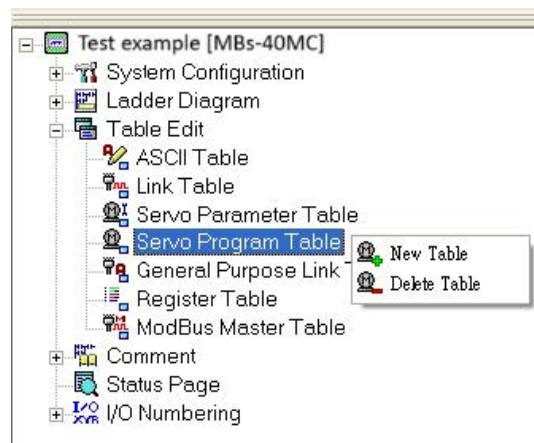 Test example [MBs-40MC]
System Configuration
Ladder Diagram
Table Edit
ASCII Table
Link Table
Servo Parameter Table
Servo Program Table
New Table
General Purpose Link
Delete Table
Register Table
ModBus Master Table
Comment
Status Page
I/O Numbering